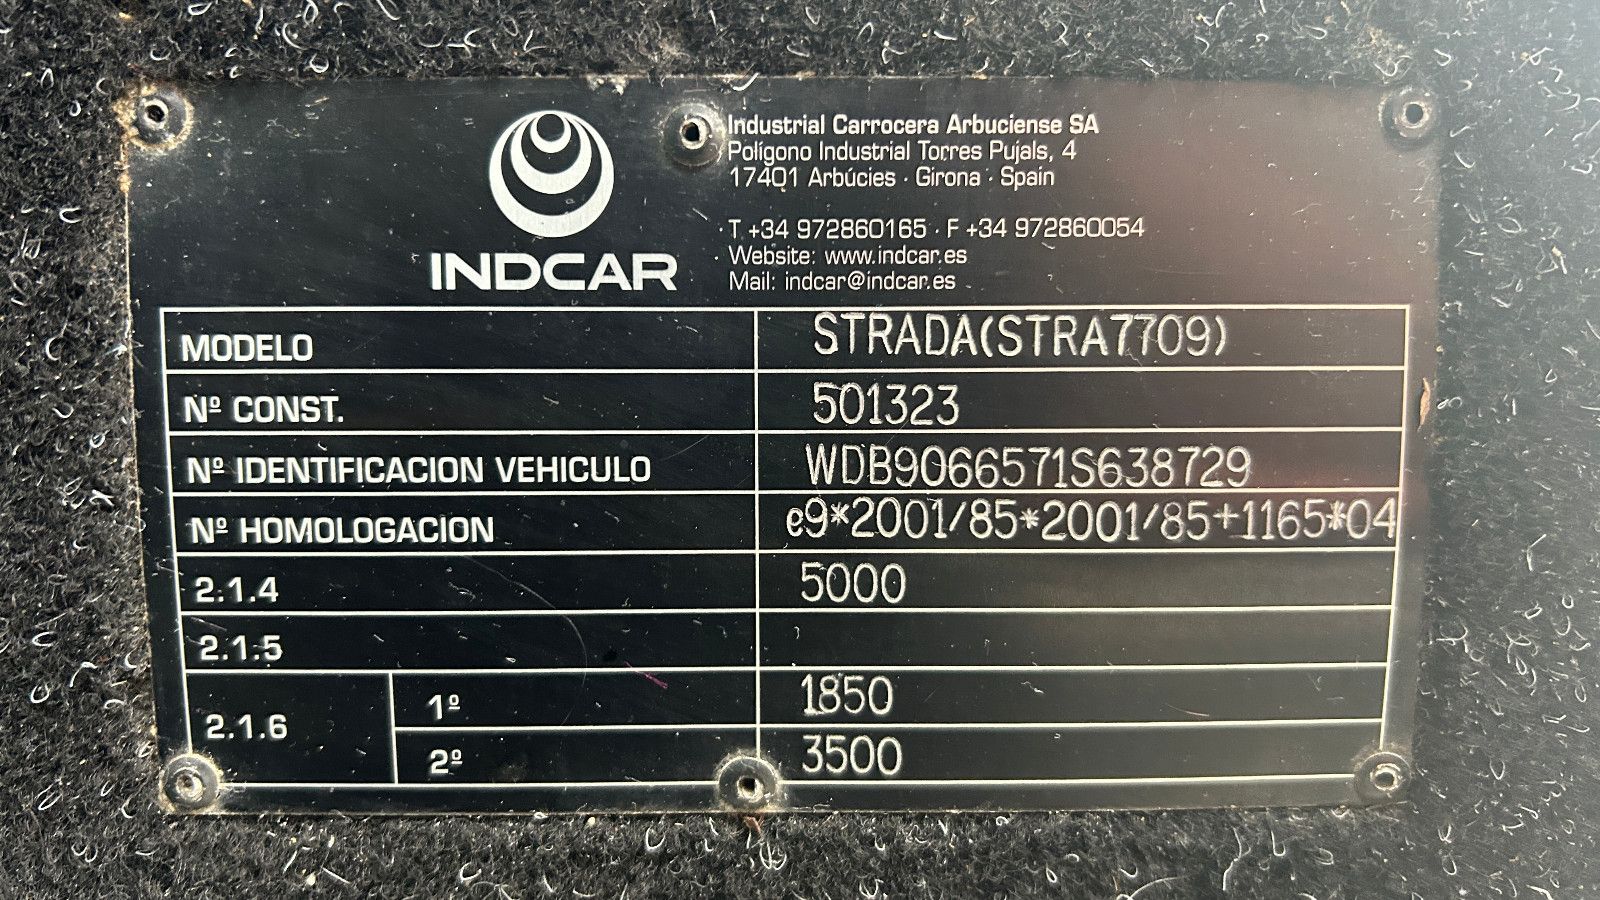 INDCAR
Industrial Carrocera Arbuciense SA
Polígono Industrial Torres Pujals, 4
17401 Arbúcies · Girona · Spain
T +34 972860165 · F +34 972860054
Website: www.indcar.es
Mail: indcar@indcar.es
MODELO STRADA(STRA7709)
Nº CONST. 501323
Nº IDENTIFICACION VEHICULO WDB9066571S638729
Nº HOMOLOGACION e9*2001/85*2001/85+1165*04
2.1.4 5000
2.1.5
2.1.6 1º 1850
2º 3500